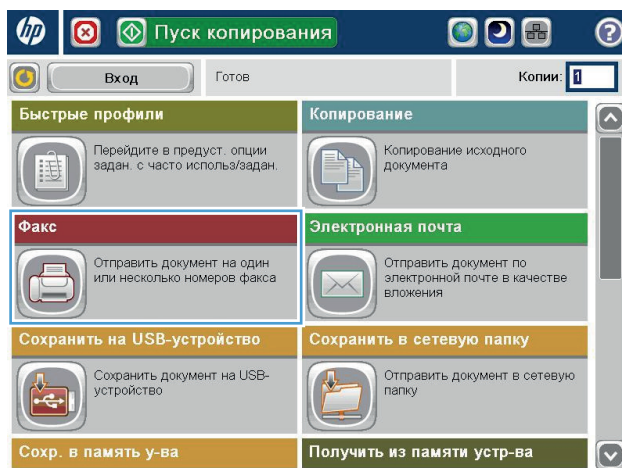 hp Пуск копирования ?
Вход Готов Копии: 1
Быстрые профили
Перейдите в предуст. опции
задан. с часто использ/задан.
Копирование
Копирование исходного
документа
Факс
Отправить документ на один
или несколько номеров факса
Электронная почта
Отправить документ по
электронной почте в качестве
вложения
Сохранить на USB-устройство
Сохранить документ на USB-
устройство
Сохранить в сетевую папку
Отправить документ в сетевую
папку
Сохр. в память у-ва
Получить из памяти устр-ва